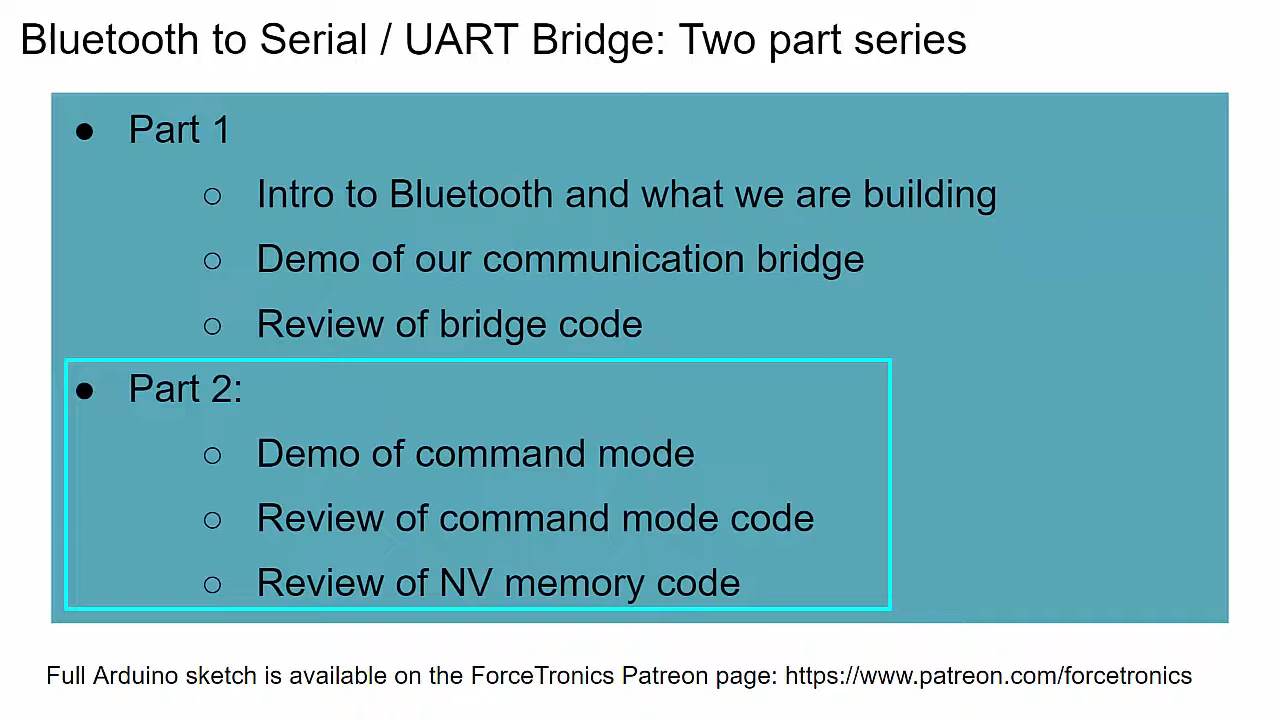 Bluetooth to Serial / UART Bridge: Two part series
● Part 1
○ Intro to Bluetooth and what we are building
○ Demo of our communication bridge
○ Review of bridge code
● Part 2:
○ Demo of command mode
○ Review of command mode code
○ Review of NV memory code
Full Arduino sketch is available on the ForceTronics Patreon page: https://www.patreon.com/forcetronics